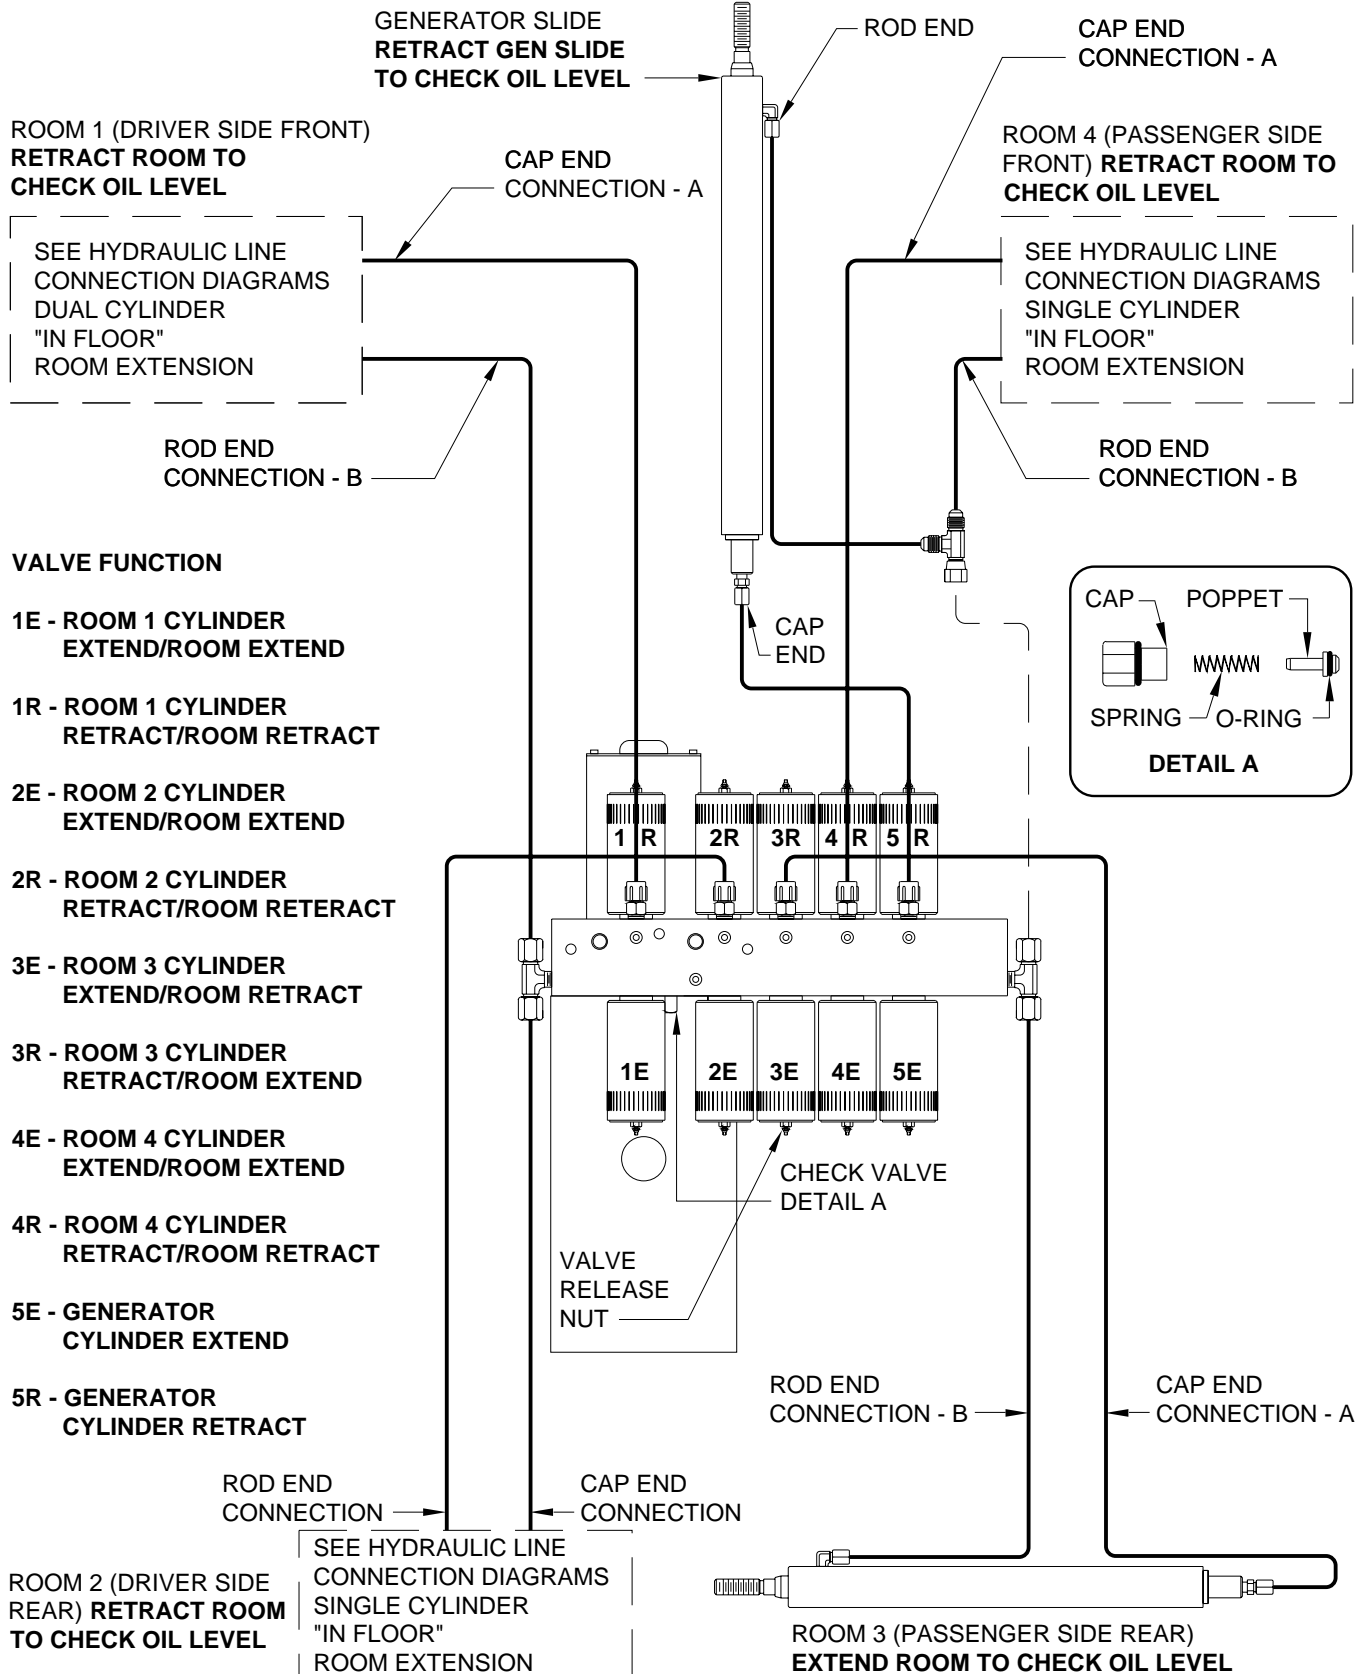 GENERATOR SLIDE
RETRACT GEN SLIDE
TO CHECK OIL LEVEL
ROD END
CAP END
CONNECTION - A
ROOM 1 (DRIVER SIDE FRONT)
RETRACT ROOM TO
CHECK OIL LEVEL
CAP END
CONNECTION - A
ROOM 4 (PASSENGER SIDE
FRONT) RETRACT ROOM TO
CHECK OIL LEVEL
SEE HYDRAULIC LINE
CONNECTION DIAGRAMS
DUAL CYLINDER
"IN FLOOR"
ROOM EXTENSION
SEE HYDRAULIC LINE
CONNECTION DIAGRAMS
SINGLE CYLINDER
"IN FLOOR"
ROOM EXTENSION
ROD END
CONNECTION - B
ROD END
CONNECTION - B
VALVE FUNCTION
1E - ROOM 1 CYLINDER
EXTEND/ROOM EXTEND
1R - ROOM 1 CYLINDER
RETRACT/ROOM RETRACT
2E - ROOM 2 CYLINDER
EXTEND/ROOM EXTEND
2R - ROOM 2 CYLINDER
RETRACT/ROOM RETERACT
3E - ROOM 3 CYLINDER
EXTEND/ROOM RETRACT
3R - ROOM 3 CYLINDER
RETRACT/ROOM EXTEND
4E - ROOM 4 CYLINDER
EXTEND/ROOM EXTEND
4R - ROOM 4 CYLINDER
RETRACT/ROOM RETRACT
5E - GENERATOR
CYLINDER EXTEND
5R - GENERATOR
CYLINDER RETRACT
CAP
END
CAP
POPPET
SPRING
O-RING
DETAIL A
1 R
2R
3R
4 R
5 R
1E
2E
3E
4E
5E
CHECK VALVE
DETAIL A
VALVE
RELEASE
NUT
ROD END
CONNECTION - B
CAP END
CONNECTION - A
ROD END
CONNECTION
CAP END
CONNECTION
ROOM 2 (DRIVER SIDE
REAR) RETRACT ROOM
TO CHECK OIL LEVEL
SEE HYDRAULIC LINE
CONNECTION DIAGRAMS
SINGLE CYLINDER
"IN FLOOR"
ROOM EXTENSION
ROOM 3 (PASSENGER SIDE REAR)
EXTEND ROOM TO CHECK OIL LEVEL